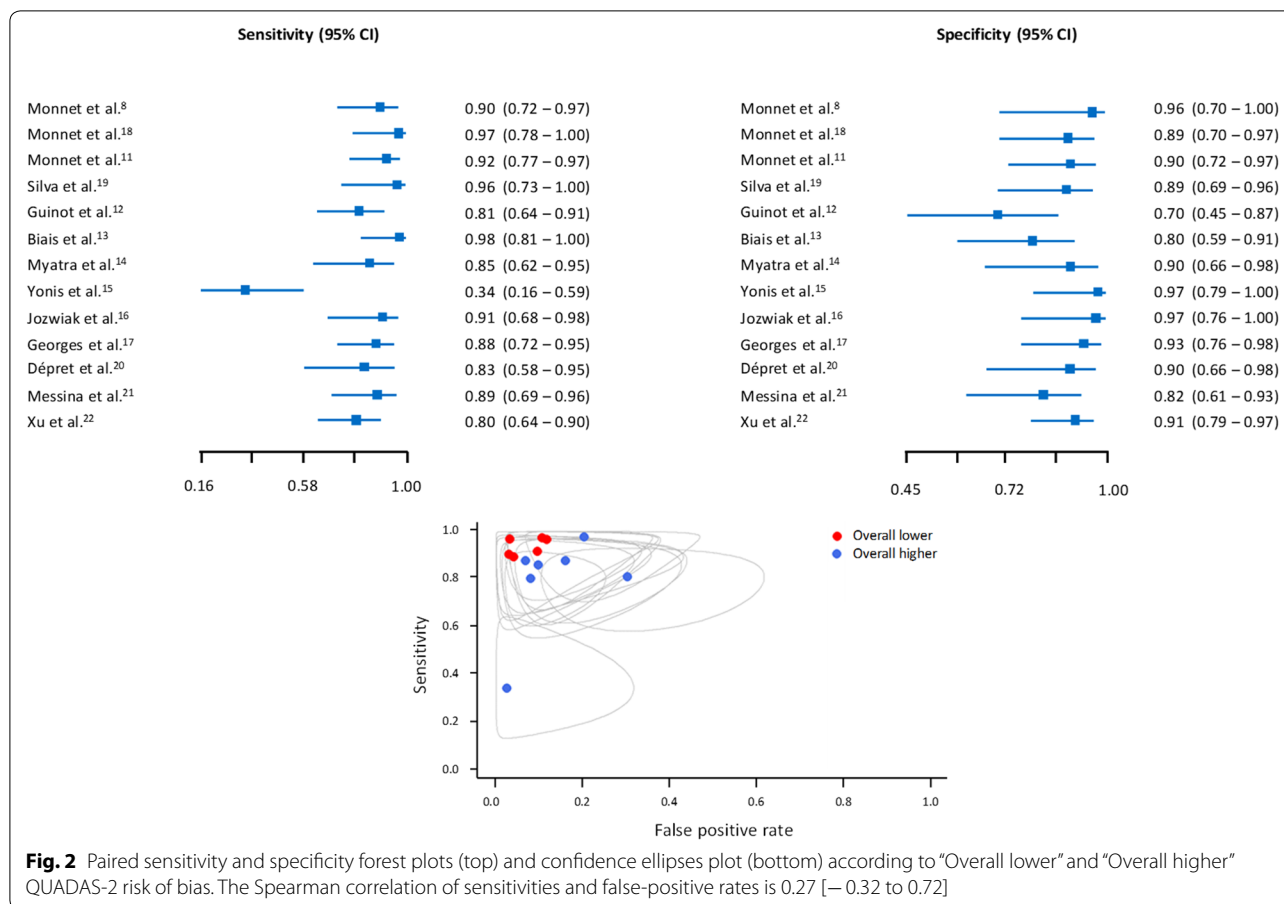 Sensitivity (95% CI)
Specificity (95% CI)
Monnet et al.8 0.90 (0.72 – 0.97)
Monnet et al.18 0.97 (0.78 – 1.00)
Monnet et al.11 0.92 (0.77 – 0.97)
Silva et al.19 0.96 (0.73 – 1.00)
Guinot et al.12 0.81 (0.64 – 0.91)
Biais et al.13 0.98 (0.81 – 1.00)
Myatra et al.14 0.85 (0.62 – 0.95)
Yonis et al.15 0.34 (0.16 – 0.59)
Jozwiak et al.16 0.91 (0.68 – 0.98)
Georges et al.17 0.88 (0.72 – 0.95)
Dépret et al.20 0.83 (0.58 – 0.95)
Messina et al.21 0.89 (0.69 – 0.96)
Xu et al.22 0.80 (0.64 – 0.90)
0.16 0.58 1.00
Monnet et al.8 0.96 (0.70 – 1.00)
Monnet et al.18 0.89 (0.70 – 0.97)
Monnet et al.11 0.90 (0.72 – 0.97)
Silva et al.19 0.89 (0.69 – 0.96)
Guinot et al.12 0.70 (0.45 – 0.87)
Biais et al.13 0.80 (0.59 – 0.91)
Myatra et al.14 0.90 (0.66 – 0.98)
Yonis et al.15 0.97 (0.79 – 1.00)
Jozwiak et al.16 0.97 (0.76 – 1.00)
Georges et al.17 0.93 (0.76 – 0.98)
Dépret et al.20 0.90 (0.66 – 0.98)
Messina et al.21 0.82 (0.61 – 0.93)
Xu et al.22 0.91 (0.79 – 0.97)
0.45 0.72 1.00
Sensitivity
1.0
0.8
0.6
0.4
0.2
0.0
0.0 0.2 0.4 0.6 0.8 1.0
False positive rate
Overall lower
Overall higher
Fig. 2 Paired sensitivity and specificity forest plots (top) and confidence ellipses plot (bottom) according to “Overall lower” and “Overall higher”
QUADAS-2 risk of bias. The Spearman correlation of sensitivities and false-positive rates is 0.27 [− 0.32 to 0.72]